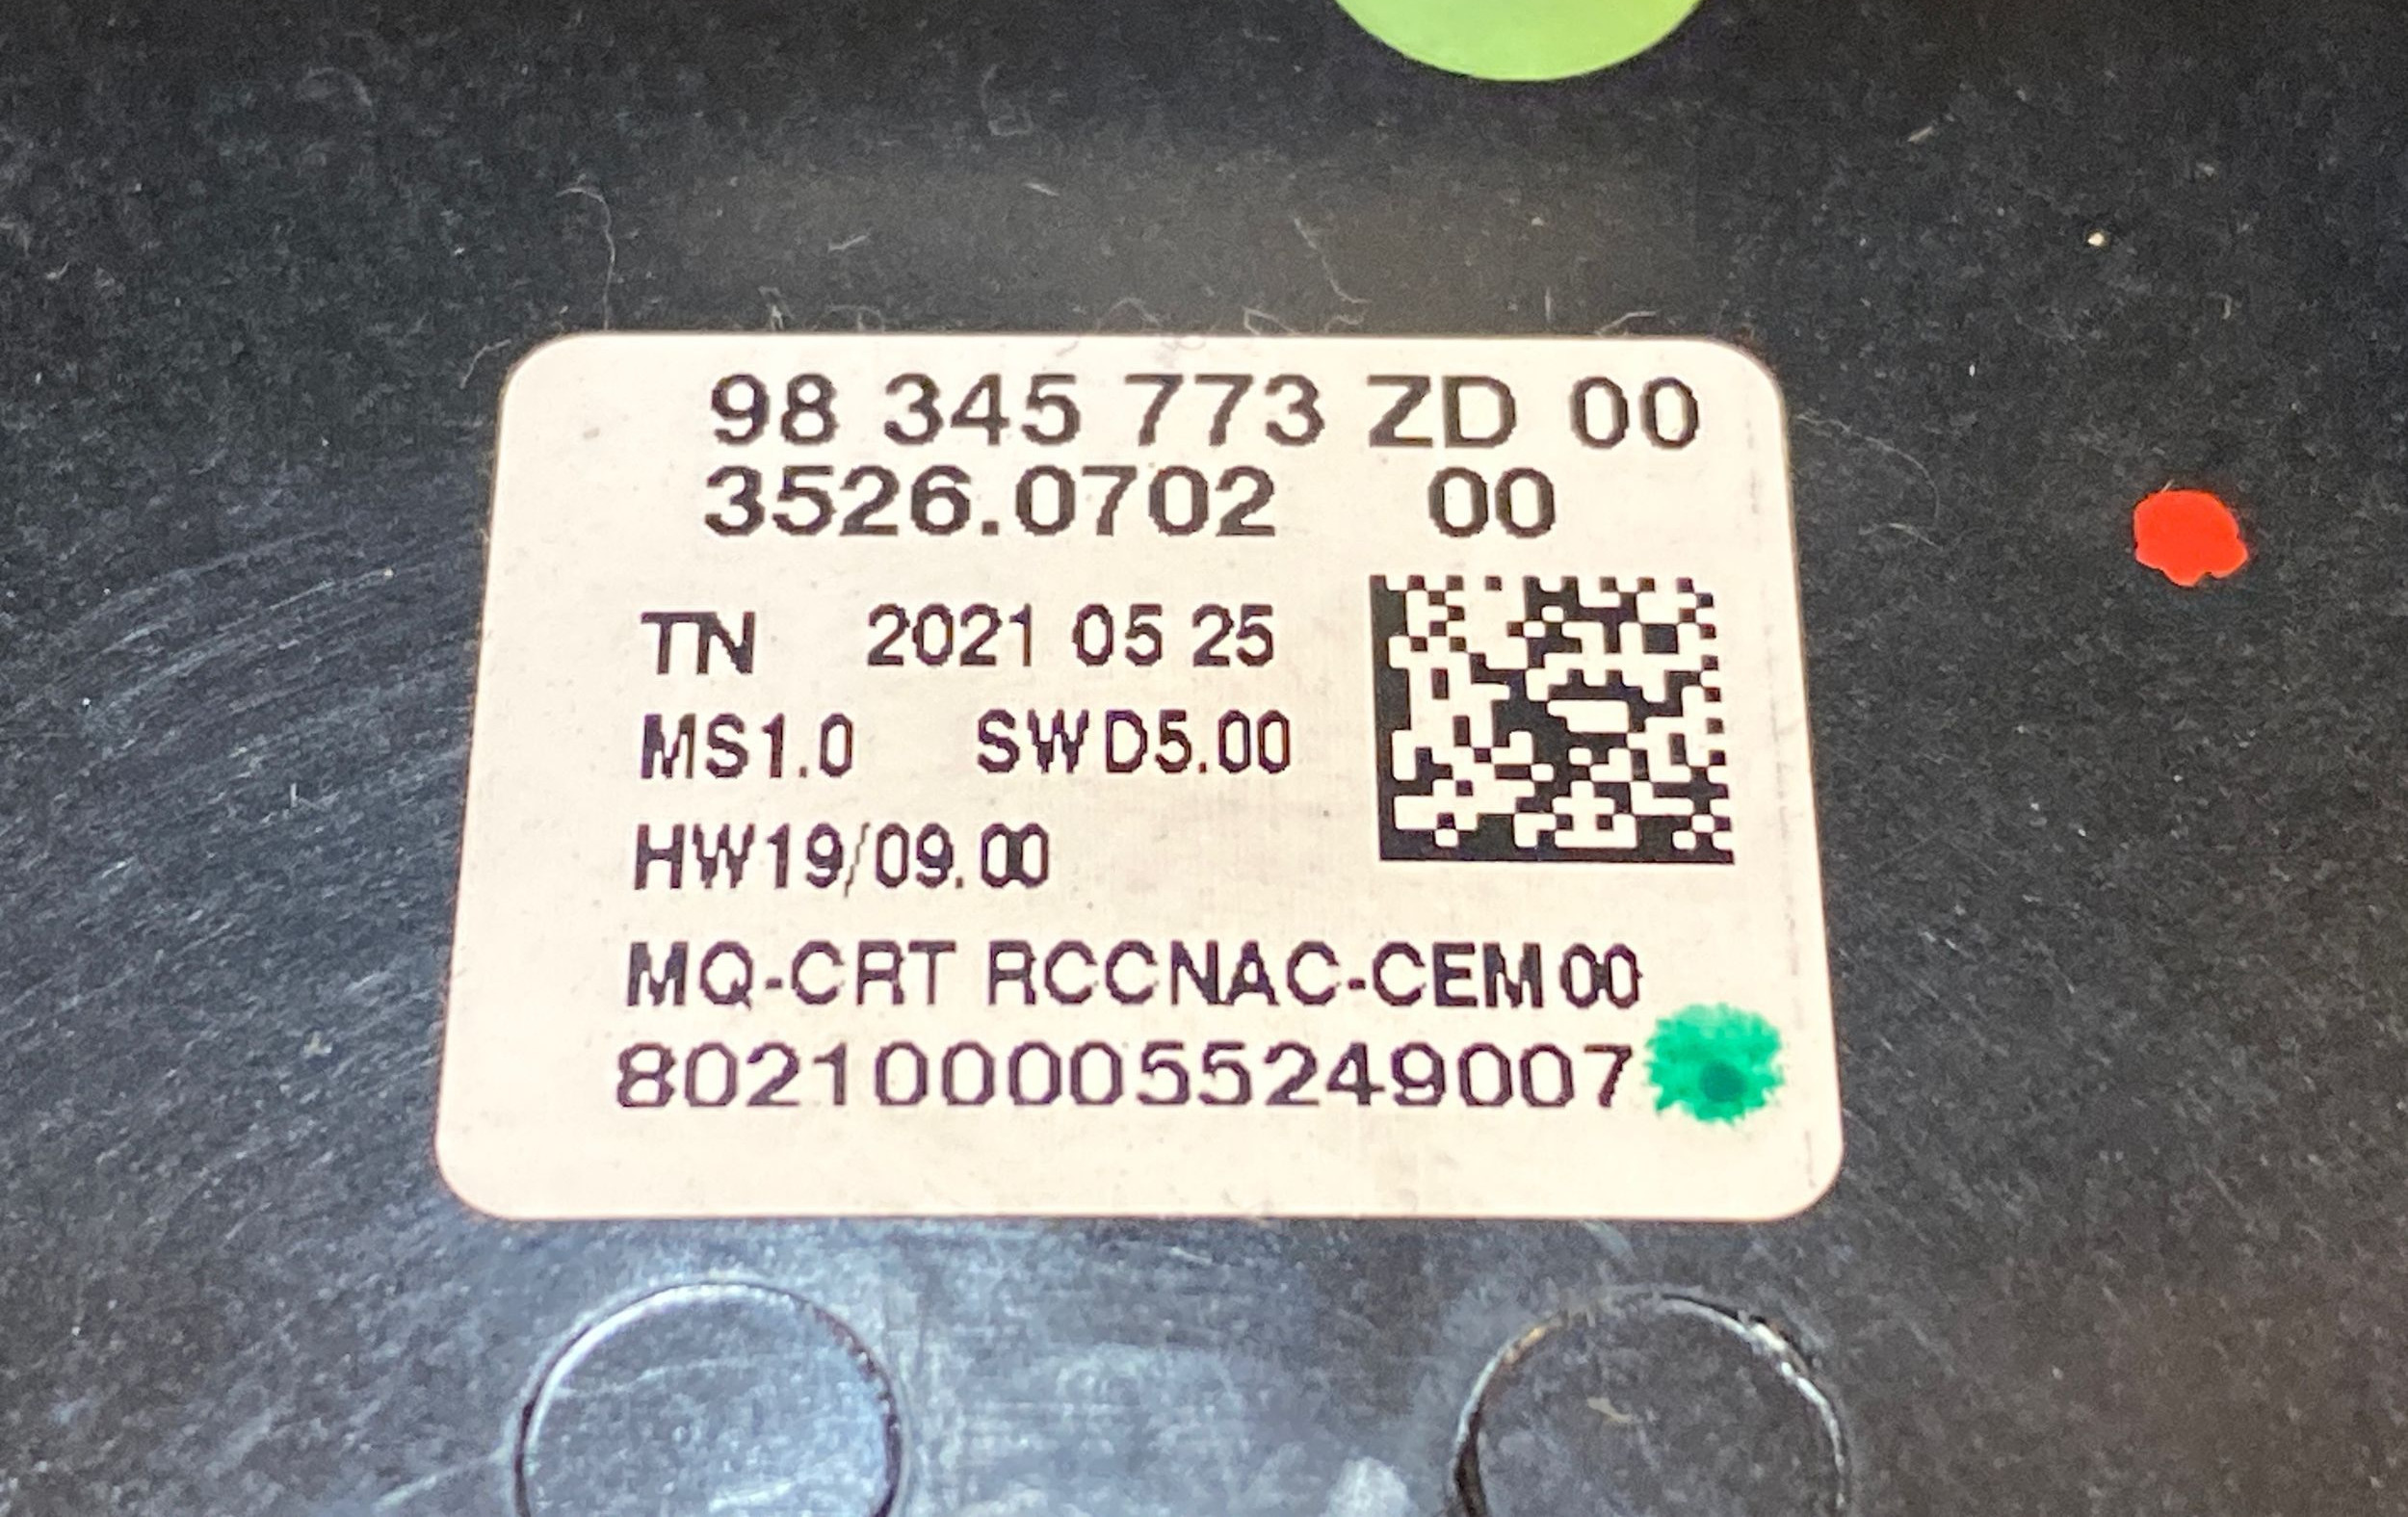 98 345 773 ZD 00
3526.0702 00
TN 2021 05 25
MS1.0 SWD5.00
HW19/09.00
MQ-CRT RCCNAC-CEM00
8021000055249007